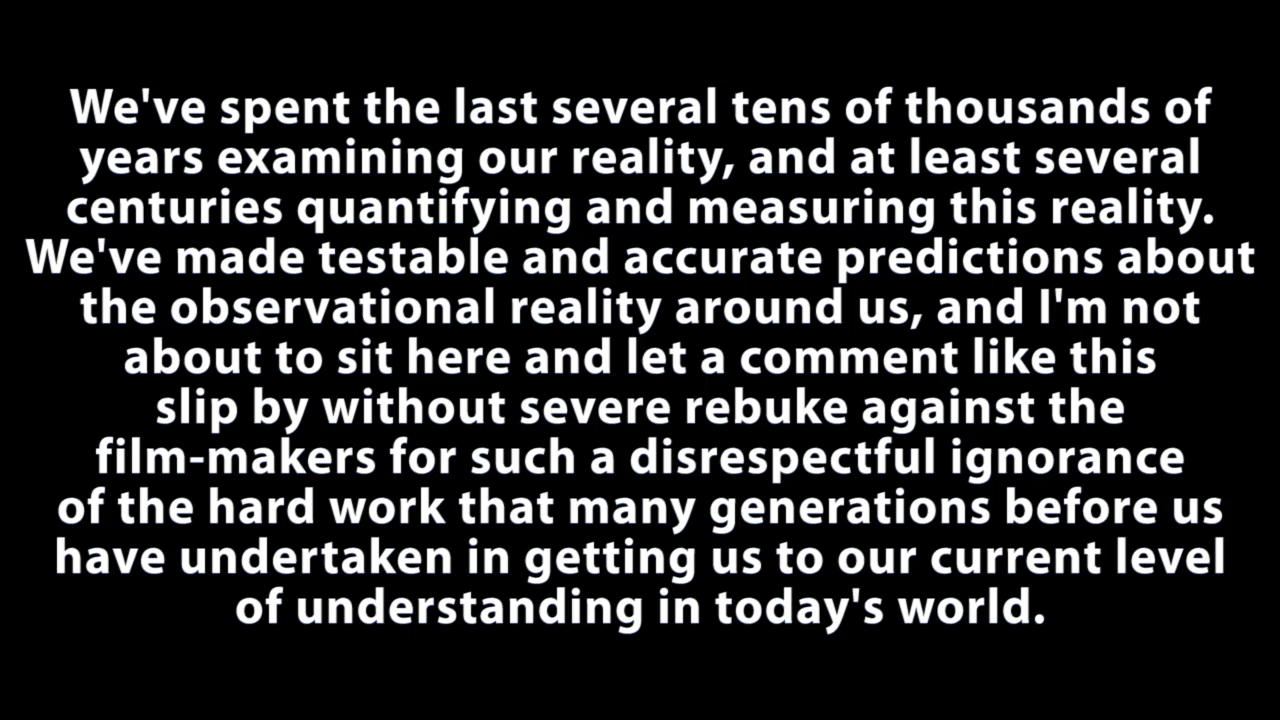 We've spent the last several tens of thousands of
years examining our reality, and at least several
centuries quantifying and measuring this reality.
We've made testable and accurate predictions about
the observational reality around us, and I'm not
about to sit here and let a comment like this
slip by without severe rebuke against the
film-makers for such a disrespectful ignorance
of the hard work that many generations before us
have undertaken in getting us to our current level
of understanding in today's world.